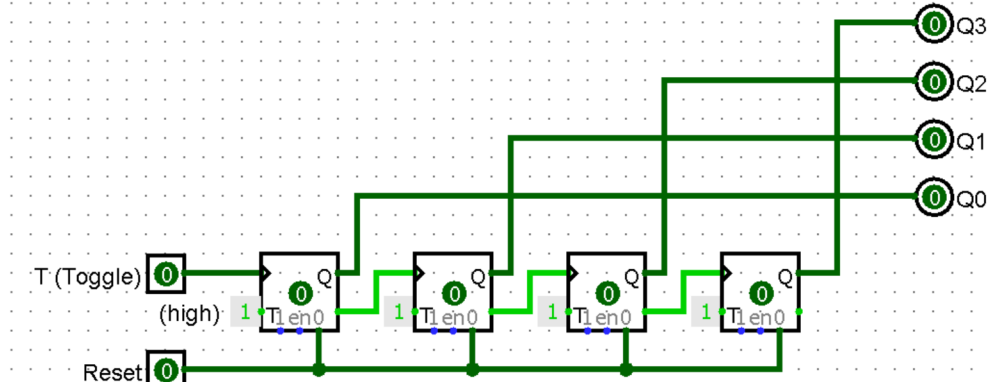 0 Q3
0 Q2
0 Q1
0 Q0
T (Toggle) 0 Q Q Q Q
0 0 0 0
(high) 1 T 1 en 0 1 T 1 en 0 1 T 1 en 0 1 T 1 en 0
Reset 0